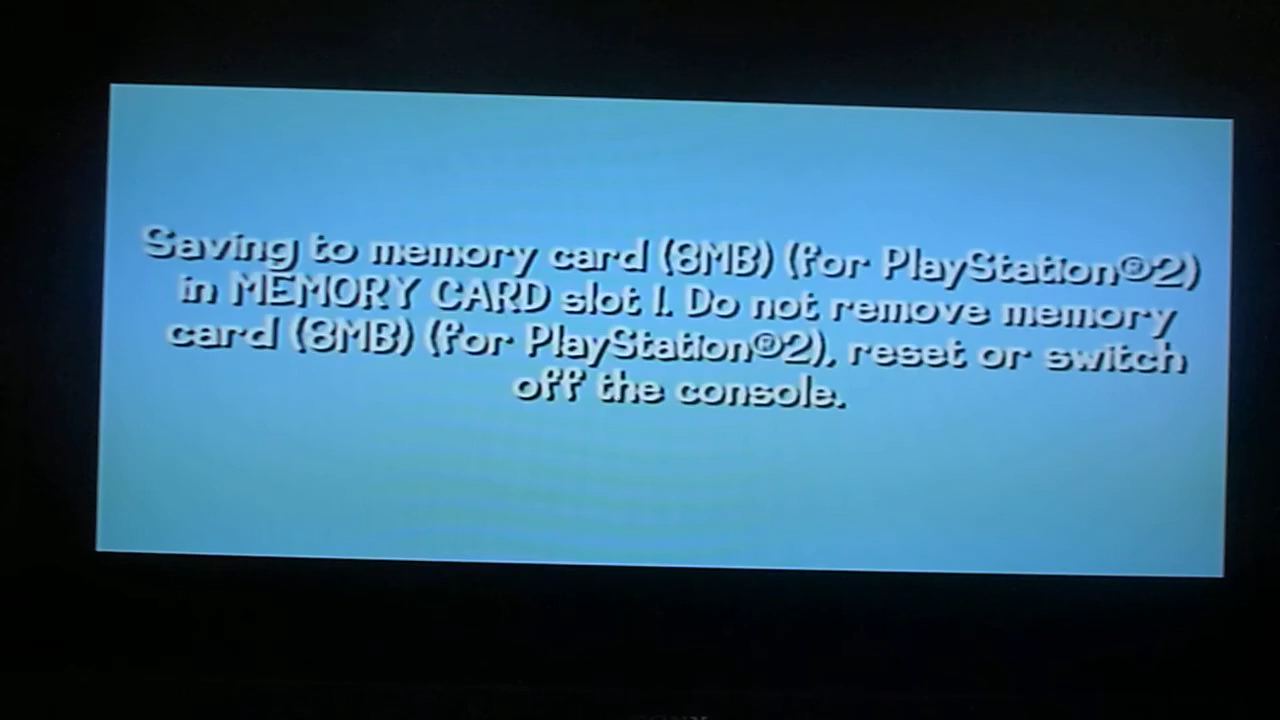 Saving to memory card (8MB) (for PlayStation®2)
in MEMORY CARD slot 1. Do not remove memory
card (8MB) (for PlayStation®2), reset or switch
off the console.